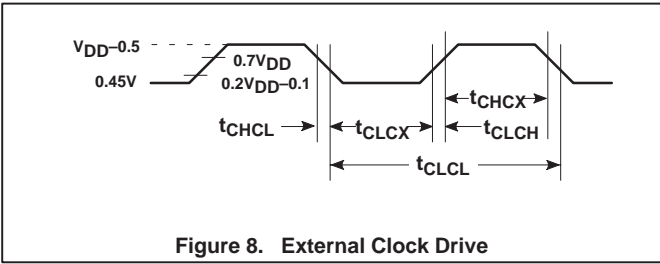 VDD–0.5
0.7VDD
0.45V
0.2VDD–0.1
tCHCX
tCHCL
tCLCX
tCLCH
tCLCL
Figure 8. External Clock Drive